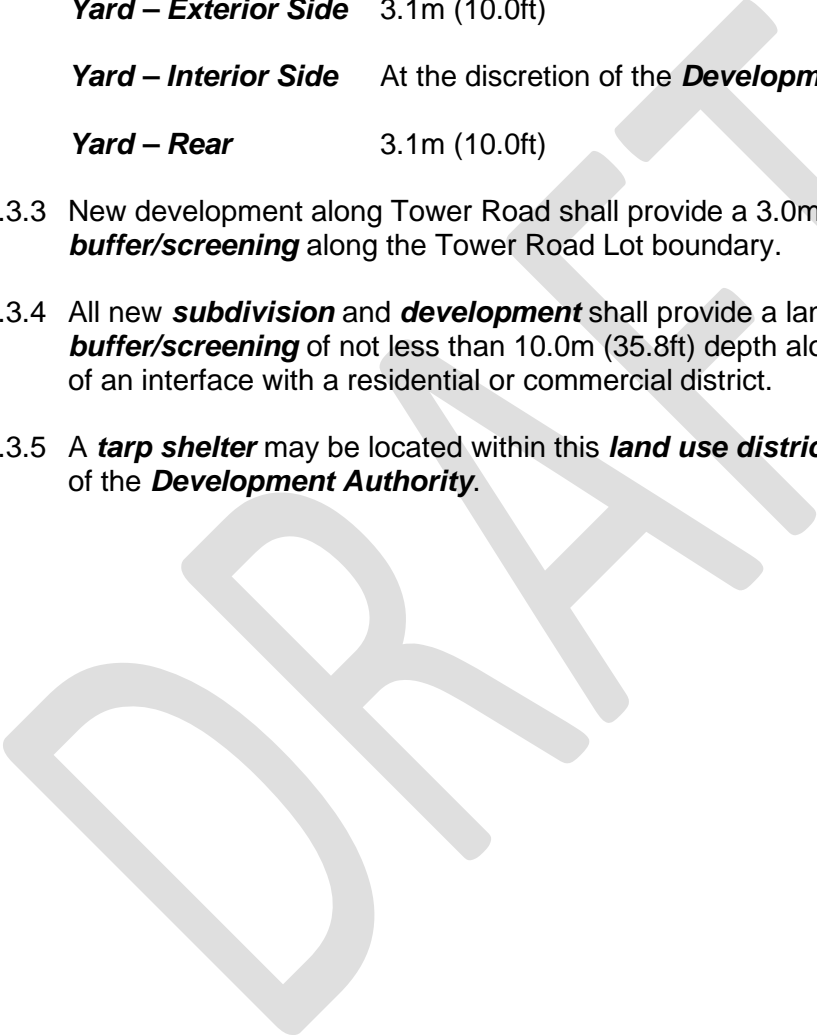 Yard – Exterior Side 3.1m (10.0ft)
Yard – Interior Side At the discretion of the
Yard – Rear 3.1m (10.0ft)
.3.3 New development along Tower Road shall provide a 3.0m
buffer/screening along the Tower Road Lot boundary.
.3.4 All new subdivision and development shall provide a
buffer/screening of not less than 10.0m (35.8ft) depth
of an interface with a residential or commercial district.
.3.5 A tarp shelter may be located within this land use
of the Development Authority.
DRAFT